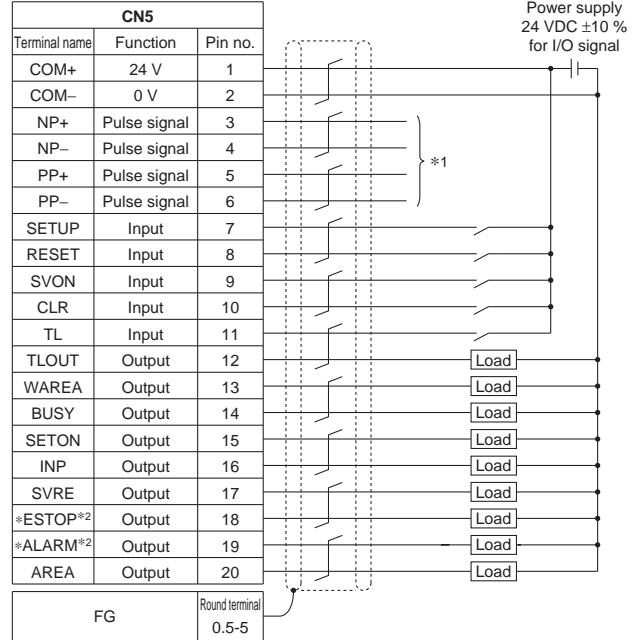 CN5
Power supply
24 VDC ±10 %
for I/O signal
Terminal name Function Pin no.
COM+ 24 V 1
COM– 0 V 2
NP+ Pulse signal 3
NP– Pulse signal 4
PP+ Pulse signal 5
PP– Pulse signal 6
∗1
SETUP Input 7
RESET Input 8
SVON Input 9
CLR Input 10
TL Input 11
TLOUT Output 12 Load
WAREA Output 13 Load
BUSY Output 14 Load
SETON Output 15 Load
INP Output 16 Load
SVRE Output 17 Load
∗ESTOP∗2 Output 18 Load
∗ALARM∗2 Output 19 Load
AREA Output 20 Load
FG Round terminal
0.5-5